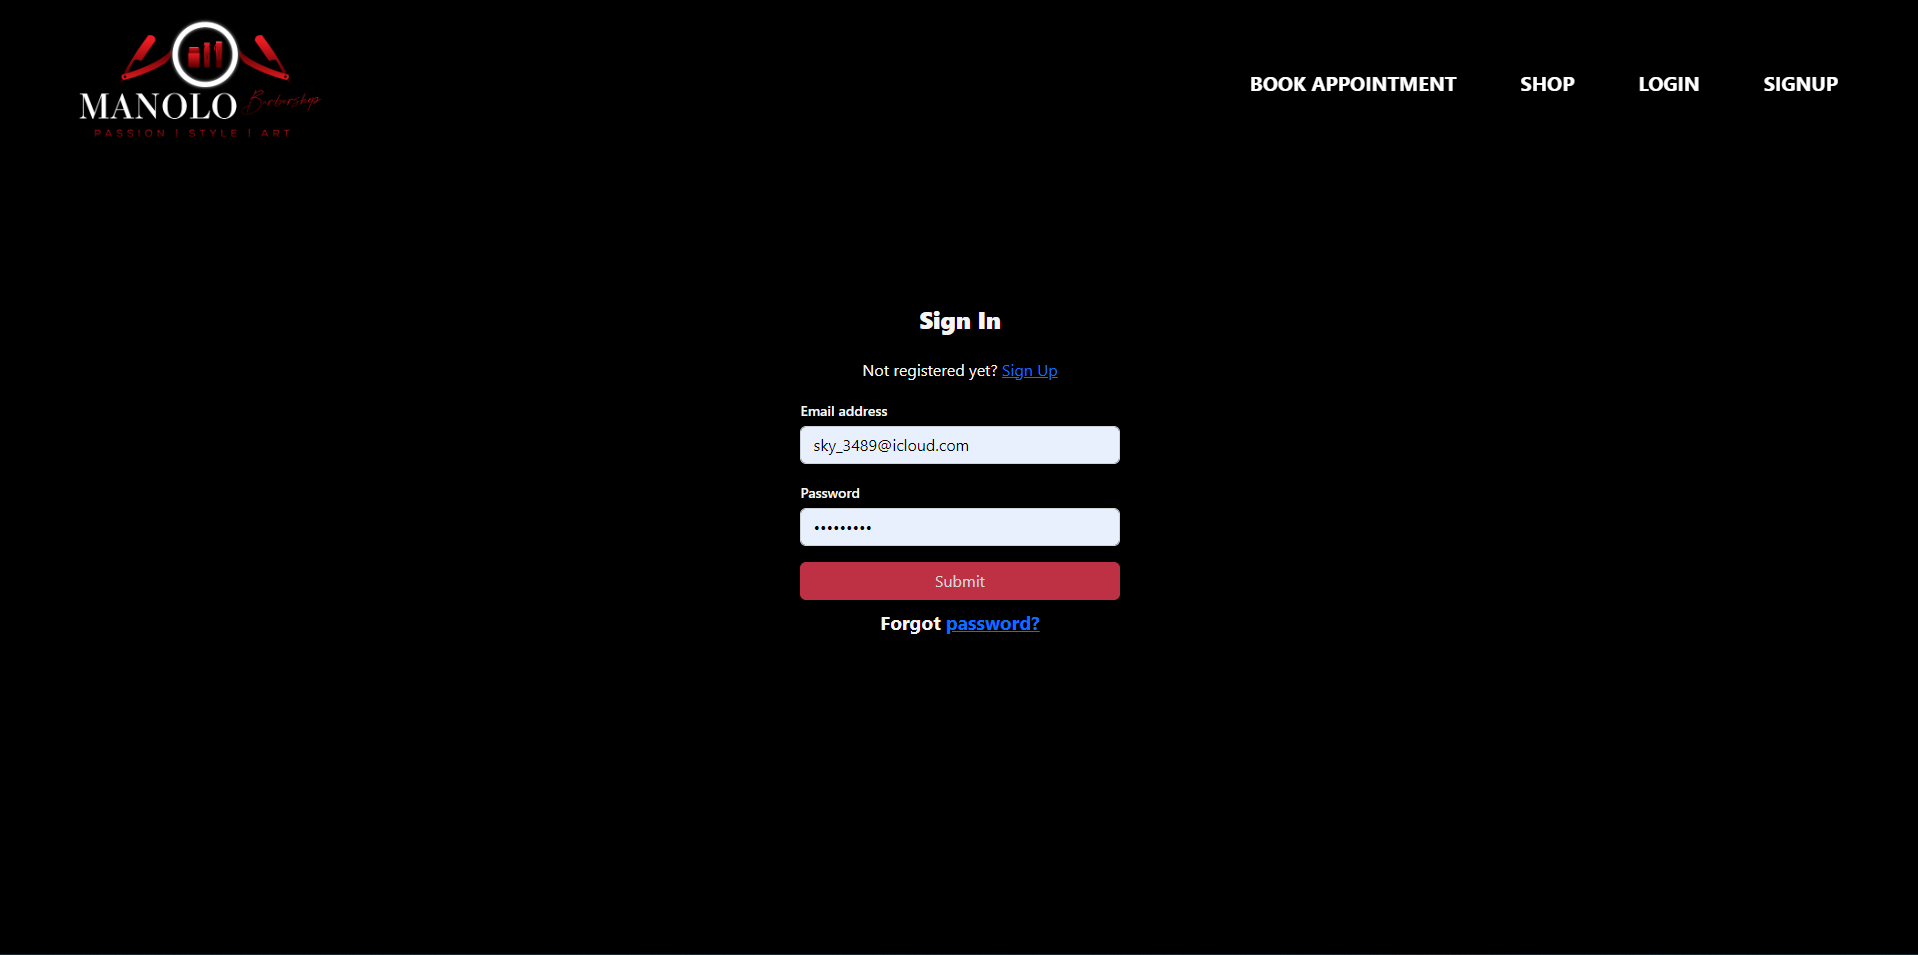 MANOLO Barbershop
PASSION | STYLE | ART
BOOK APPOINTMENT SHOP LOGIN SIGNUP
Sign In
Not registered yet? Sign Up
Email address
sky_3489@icloud.com
Password
•••••••••
Submit
Forgot password?